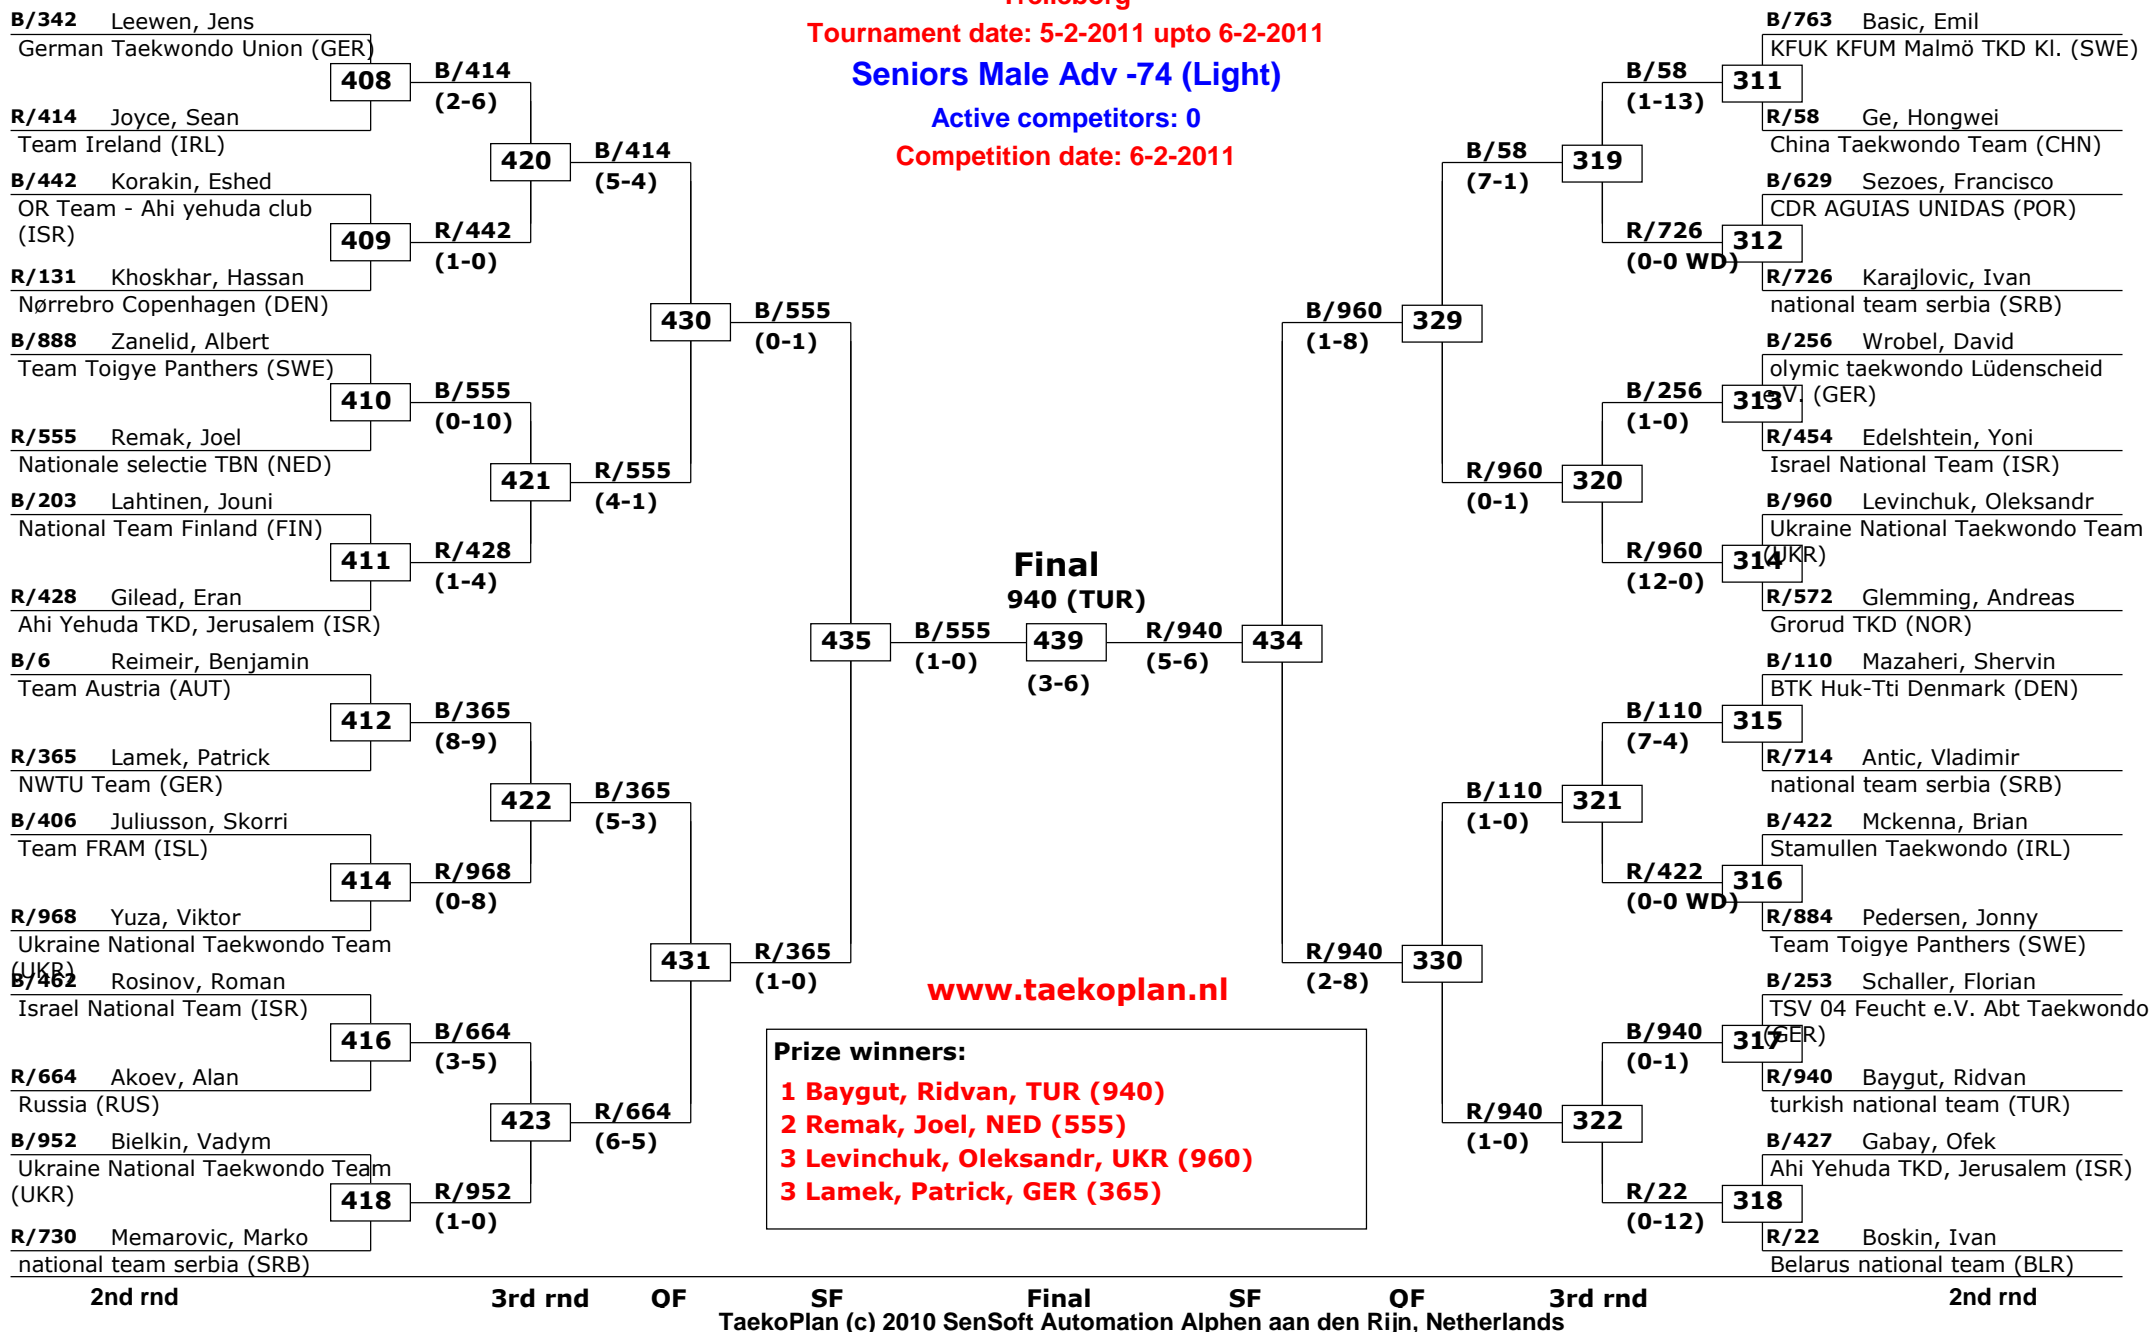 Trelleborg
Tournament date: 5-2-2011 upto 6-2-2011
Seniors Male Adv -74 (Light)
Active competitors: 0
Competition date: 6-2-2011
B/342 Leewen, Jens
German Taekwondo Union (GER)
408
R/414 Joyce, Sean
Team Ireland (IRL)
B/442 Korakin, Eshed
OR Team - Ahi yehuda club
(ISR)
409
R/131 Khoskhar, Hassan
Nørrebro Copenhagen (DEN)
B/888 Zanelid, Albert
Team Toigye Panthers (SWE)
410
R/555 Remak, Joel
Nationale selectie TBN (NED)
B/203 Lahtinen, Jouni
National Team Finland (FIN)
411
R/428 Gilead, Eran
Ahi Yehuda TKD, Jerusalem (ISR)
B/6 Reimeir, Benjamin
Team Austria (AUT)
412
R/365 Lamek, Patrick
NWTU Team (GER)
B/406 Juliusson, Skorri
Team FRAM (ISL)
414
R/968 Yuza, Viktor
Ukraine National Taekwondo Team
(UKR)
B/462 Rosinov, Roman
Israel National Team (ISR)
416
R/664 Akoev, Alan
Russia (RUS)
B/952 Bielkin, Vadym
Ukraine National Taekwondo Team
(UKR)
418
R/730 Memarovic, Marko
national team serbia (SRB)
B/414
(2-6)
420
R/442
(1-0)
B/555
(0-10)
421
R/428
(1-4)
B/365
(8-9)
422
R/968
(0-8)
B/664
(3-5)
423
R/952
(1-0)
B/414
(5-4)
430
R/555
(4-1)
B/365
(5-3)
431
R/664
(6-5)
B/555
(0-1)
435
R/365
(1-0)
B/555
(1-0)
Final
940 (TUR)
439
(3-6)
R/940
(5-6)
434
B/960
(1-8)
R/940
(2-8)
329
330
B/58
(7-1)
R/960
(0-1)
B/110
(1-0)
R/940
(1-0)
319
320
321
322
B/58
(1-13)
R/726
(0-0 WD)
B/256
(1-0)
R/960
(12-0)
B/110
(7-4)
R/422
(0-0 WD)
B/940
(0-1)
R/22
(0-12)
B/763 Basic, Emil
KFUK KFUM Malmö TKD Kl. (SWE)
311
R/58 Ge, Hongwei
China Taekwondo Team (CHN)
B/629 Sezoes, Francisco
CDR AGUIAS UNIDAS (POR)
312
R/726 Karajlovic, Ivan
national team serbia (SRB)
B/256 Wrobel, David
olymic taekwondo Lüdenscheid
e.V. (GER)
313
R/454 Edelshtein, Yoni
Israel National Team (ISR)
B/960 Levinchuk, Oleksandr
Ukraine National Taekwondo Team
(UKR)
314
R/572 Glemming, Andreas
Grorud TKD (NOR)
B/110 Mazaheri, Shervin
BTK Huk-Tti Denmark (DEN)
315
R/714 Antic, Vladimir
national team serbia (SRB)
B/422 Mckenna, Brian
Stamullen Taekwondo (IRL)
316
R/884 Pedersen, Jonny
Team Toigye Panthers (SWE)
B/253 Schaller, Florian
TSV 04 Feucht e.V. Abt Taekwondo
(GER)
317
R/940 Baygut, Ridvan
turkish national team (TUR)
B/427 Gabay, Ofek
Ahi Yehuda TKD, Jerusalem (ISR)
318
R/22 Boskin, Ivan
Belarus national team (BLR)
www.taekoplan.nl
Prize winners:
1 Baygut, Ridvan, TUR (940)
2 Remak, Joel, NED (555)
3 Levinchuk, Oleksandr, UKR (960)
3 Lamek, Patrick, GER (365)
2nd rnd 3rd rnd QF SF Final SF QF 3rd rnd 2nd rnd
TaekoPlan (c) 2010 SenSoft Automation Alphen aan den Rijn, Netherlands